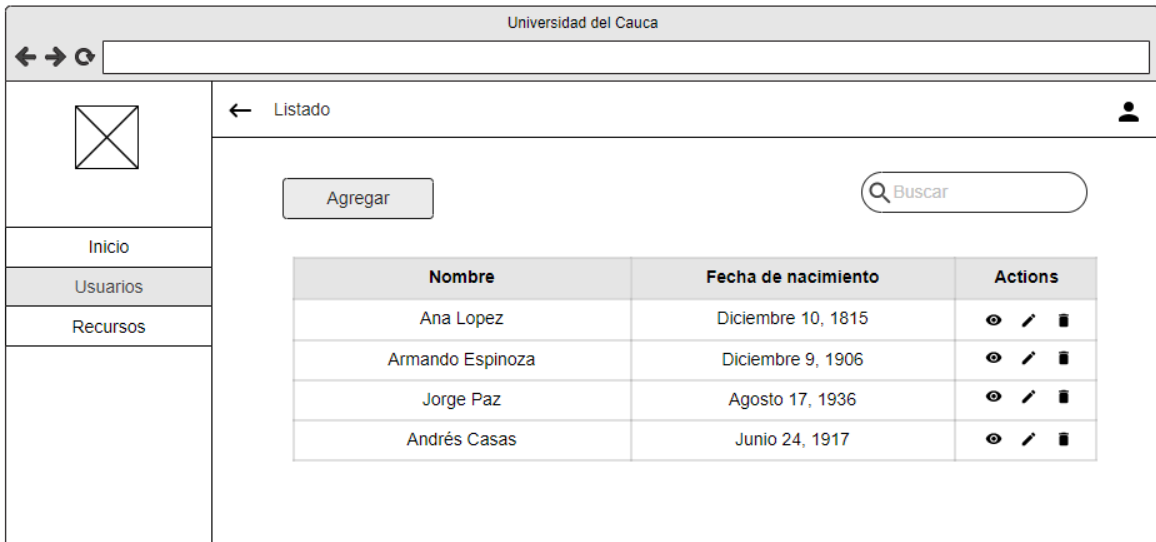 Universidad del Cauca
Listado
Agregar
Buscar
Inicio
Usuarios
Recursos
Nombre Fecha de nacimiento Actions
Ana Lopez Diciembre 10, 1815
Armando Espinoza Diciembre 9, 1906
Jorge Paz Agosto 17, 1936
Andrés Casas Junio 24, 1917